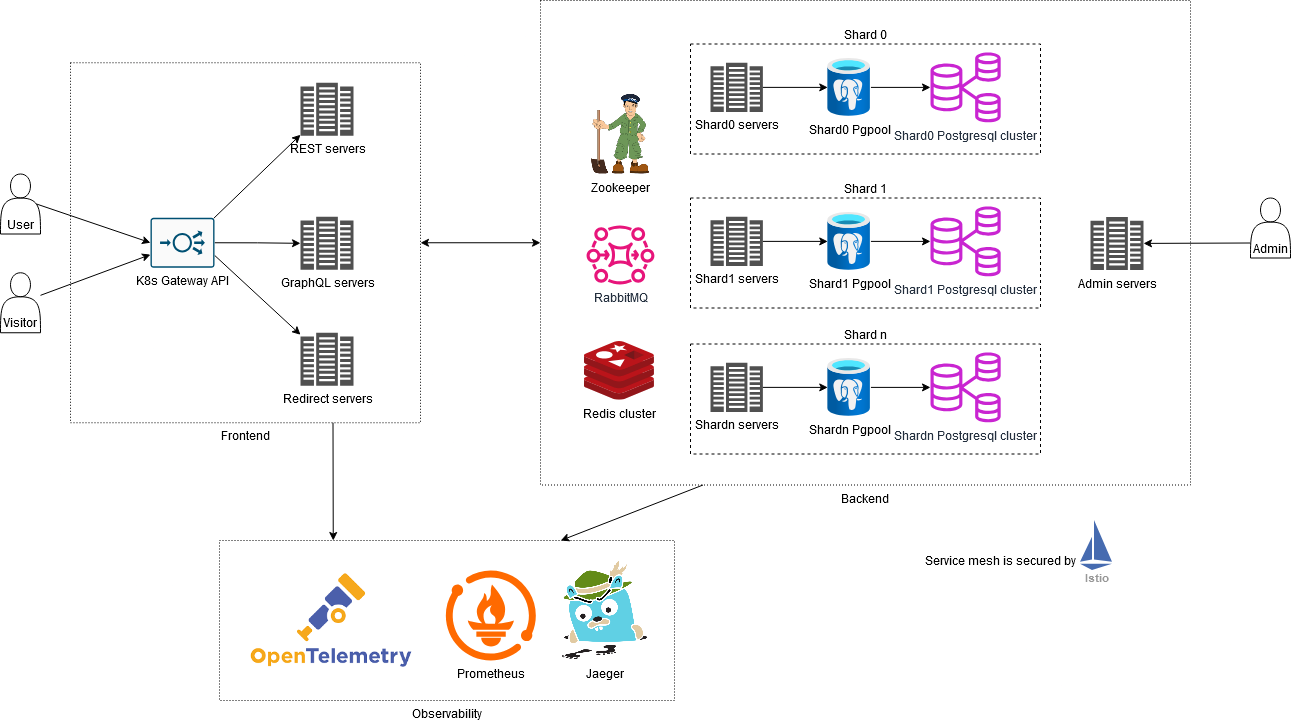 User
Visitor
K8s Gateway API
REST servers
GraphQL servers
Redirect servers
Frontend
Zookeeper
RabbitMQ
Redis cluster
Shard 0
Shard0 servers
Shard0 Pgpool
Shard0 Postgresql cluster
Shard 1
Shard1 servers
Shard1 Pgpool
Shard1 Postgresql cluster
Shard n
Shardn servers
Shardn Pgpool
Shardn Postgresql cluster
Admin servers
Admin
Backend
Service mesh is secured by
Istio
OpenTelemetry
Prometheus
Jaeger
Observability